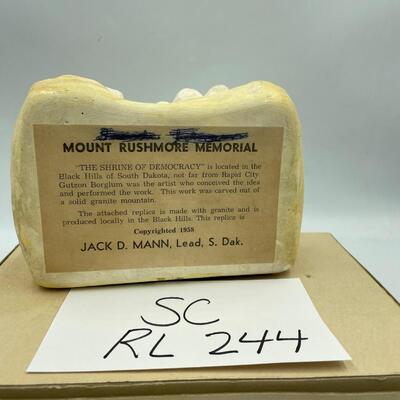 MOUNT RUSHMORE MEMORIAL
"THE SHRINE OF DEMOCRACY" is located in the
Black Hills of South Dakota, not far from Rapid City
Gutzon Borglum was the artist who conceived the idea
and performed the work. This work was carved out of
a solid granite mountain.
The attached replica is made with granite and is
produced locally in the Black Hills. This replic is
Copyrighted 1958
JACK D. MANN, Lead, S. Dak.
SC
RL 244